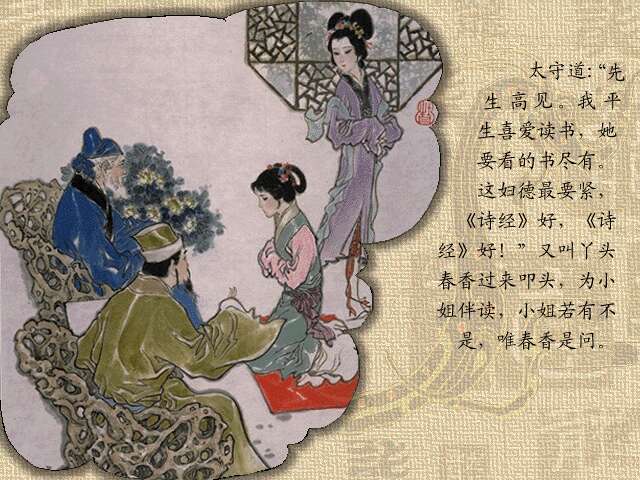 太守道:“先
生高见。我平
生喜爱读书，她
要看的书尽有。
这妇德最要紧，
《诗经》好，《诗
经》好！”又叫丫头
春香过来叩头，为小
姐伴读，小姐若有不
是，唯春香是问。